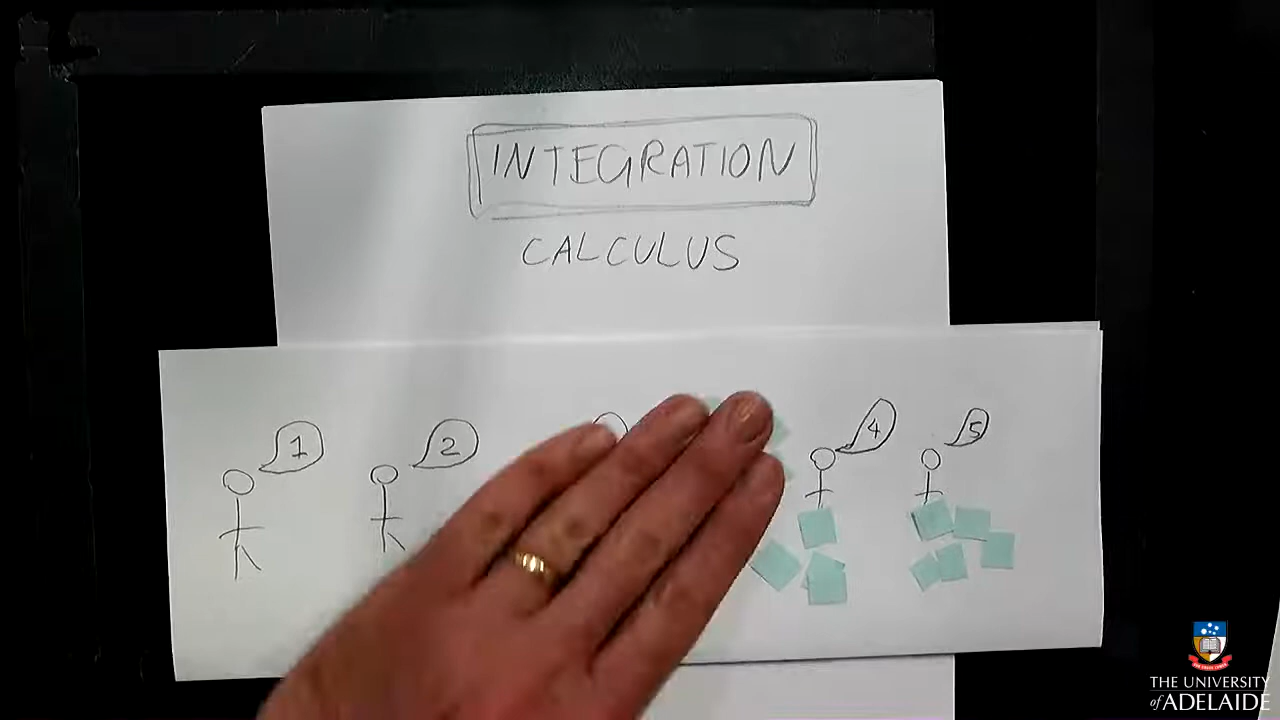 INTEGRATION
CALCULUS
1 2 4 5
THE UNIVERSITY
of ADELAIDE